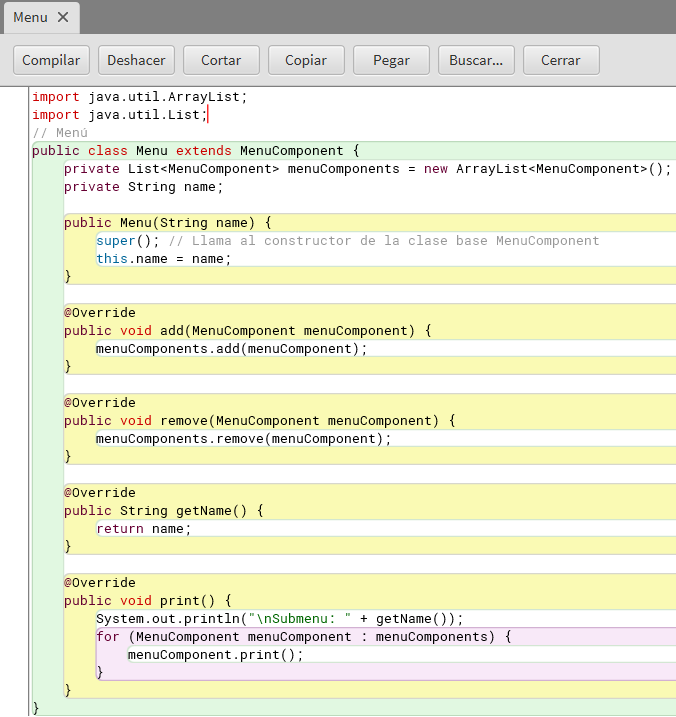 Menu
Compilar Deshacer Cortar Copiar Pegar Buscar... Cerrar
import java.util.ArrayList;
import java.util.List;
// Menú
public class Menu extends MenuComponent {
    private List<MenuComponent> menuComponents = new ArrayList<MenuComponent>();
    private String name;

    public Menu(String name) {
        super(); // Llama al constructor de la clase base MenuComponent
        this.name = name;
    }

    @Override
    public void add(MenuComponent menuComponent) {
        menuComponents.add(menuComponent);
    }

    @Override
    public void remove(MenuComponent menuComponent) {
        menuComponents.remove(menuComponent);
    }

    @Override
    public String getName() {
        return name;
    }

    @Override
    public void print() {
        System.out.println("\nSubmenu: " + getName());
        for (MenuComponent menuComponent : menuComponents) {
            menuComponent.print();
        }
    }
}